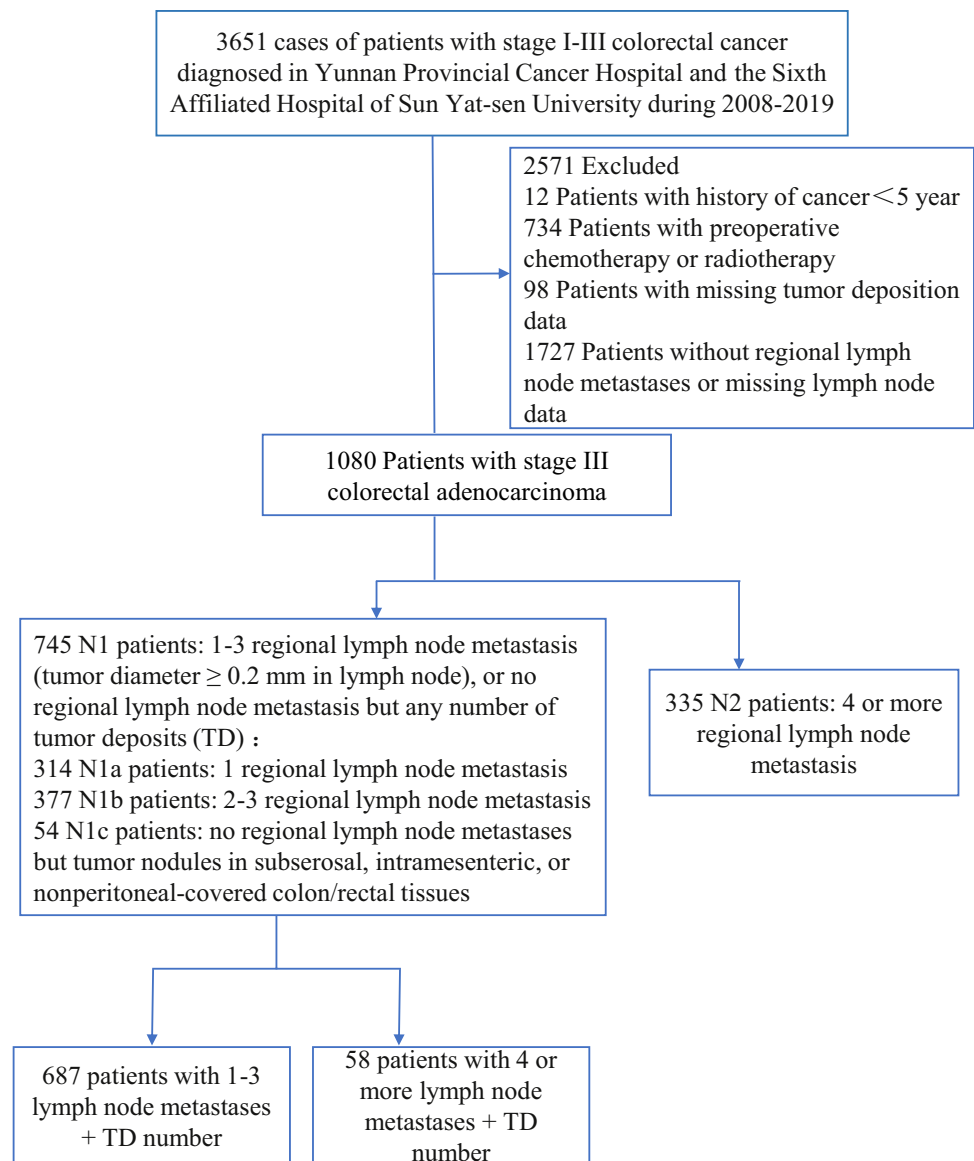 3651 cases of patients with stage I-III colorectal cancer
diagnosed in Yunnan Provincial Cancer Hospital and the Sixth
Affiliated Hospital of Sun Yat-sen University during 2008-2019
2571 Excluded
12 Patients with history of cancer＜5 year
734 Patients with preoperative
chemotherapy or radiotherapy
98 Patients with missing tumor deposition
data
1727 Patients without regional lymph
node metastases or missing lymph node
data
1080 Patients with stage III
colorectal adenocarcinoma
745 N1 patients: 1-3 regional lymph node metastasis
(tumor diameter ≥ 0.2 mm in lymph node), or no
regional lymph node metastasis but any number of
tumor deposits (TD)：
314 N1a patients: 1 regional lymph node metastasis
377 N1b patients: 2-3 regional lymph node metastasis
54 N1c patients: no regional lymph node metastases
but tumor nodules in subserosal, intramesenteric, or
nonperitoneal-covered colon/rectal tissues
335 N2 patients: 4 or more
regional lymph node
metastasis
687 patients with 1-3
lymph node metastases
+ TD number
58 patients with 4 or
more lymph node
metastases + TD
number